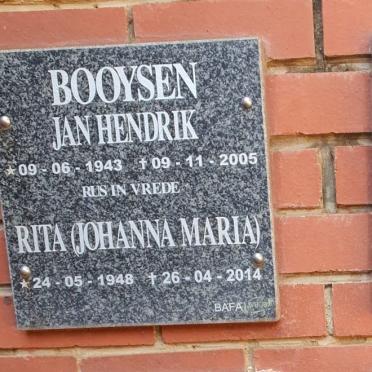 BOOYSEN
JAN HENDRIK
★09 - 06 - 1943 ✝09 - 11 - 2005
RUS IN VREDE
RITA (JOHANNA MARIA)
★24 - 05 - 1948 ✝26 - 04 - 2014
BAFA